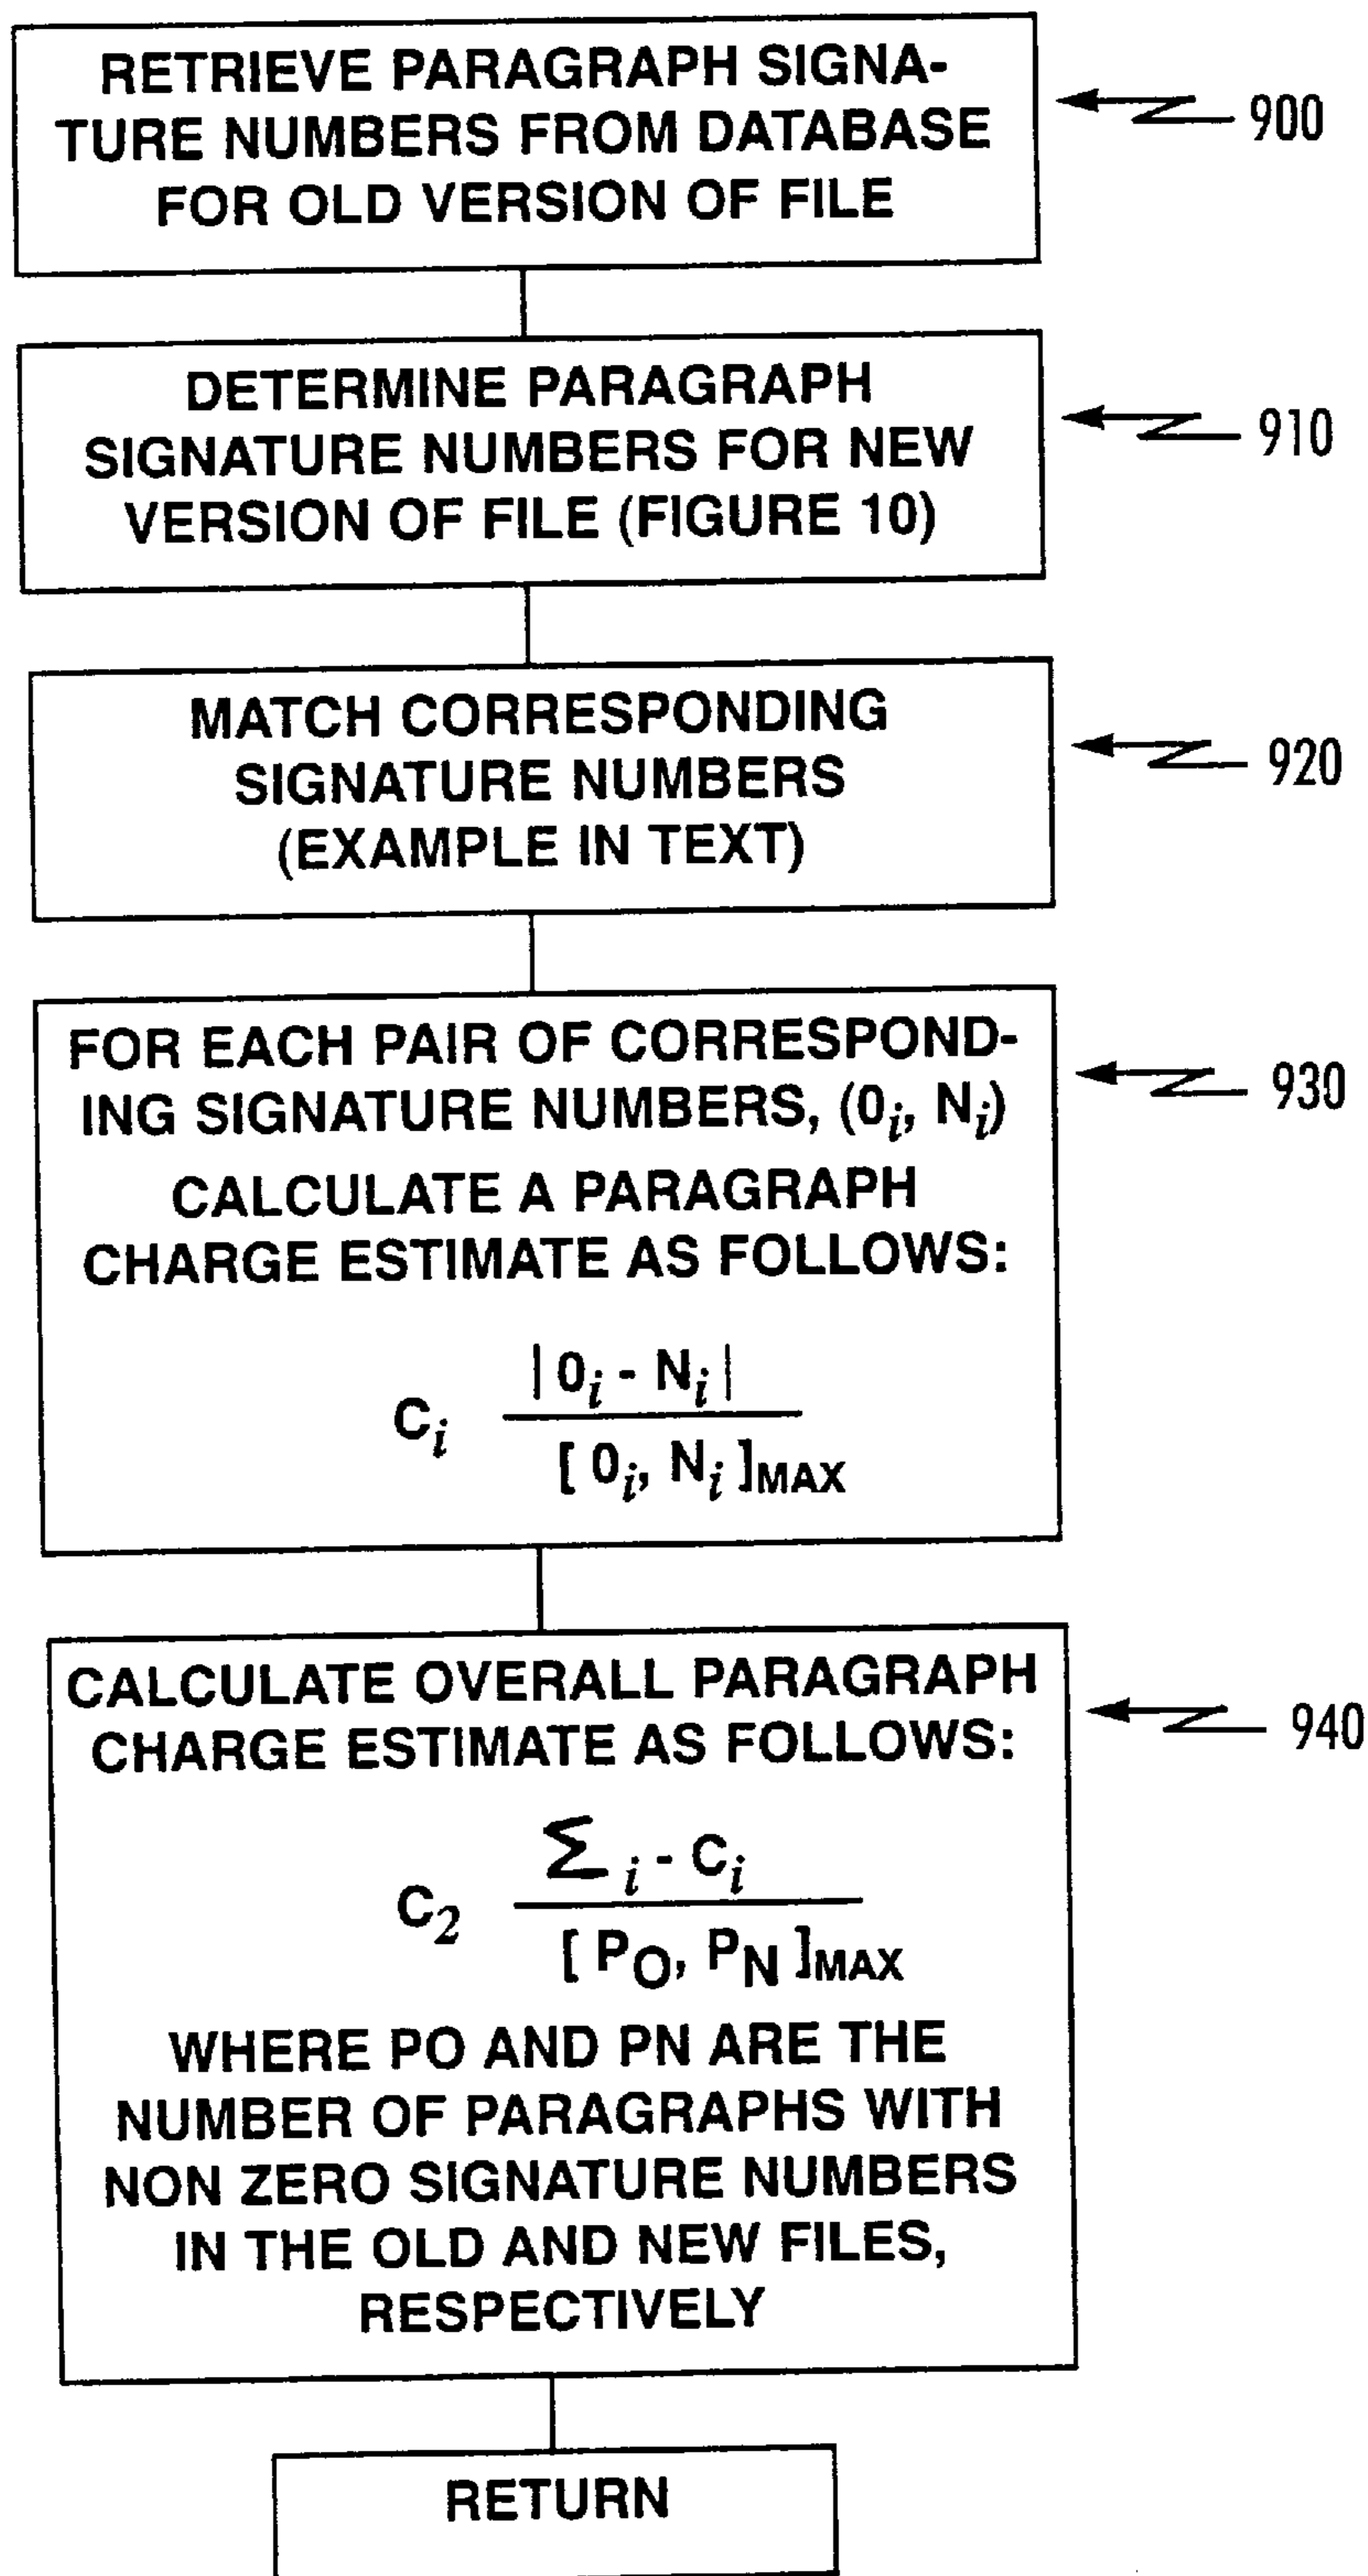 RETRIEVE PARAGRAPH SIGNA-
TURE NUMBERS FROM DATABASE
FOR OLD VERSION OF FILE
900
DETERMINE PARAGRAPH
SIGNATURE NUMBERS FOR NEW
VERSION OF FILE (FIGURE 10)
910
MATCH CORRESPONDING
SIGNATURE NUMBERS
(EXAMPLE IN TEXT)
920
FOR EACH PAIR OF CORRESPOND-
ING SIGNATURE NUMBERS, (0i, Ni)
CALCULATE A PARAGRAPH
CHARGE ESTIMATE AS FOLLOWS:
930
| 0i - Ni |
Ci
[ 0i, Ni ]MAX
CALCULATE OVERALL PARAGRAPH
CHARGE ESTIMATE AS FOLLOWS:
940
Σ i - Ci
C2
[ PO, PN ]MAX
WHERE PO AND PN ARE THE
NUMBER OF PARAGRAPHS WITH
NON ZERO SIGNATURE NUMBERS
IN THE OLD AND NEW FILES,
RESPECTIVELY
RETURN